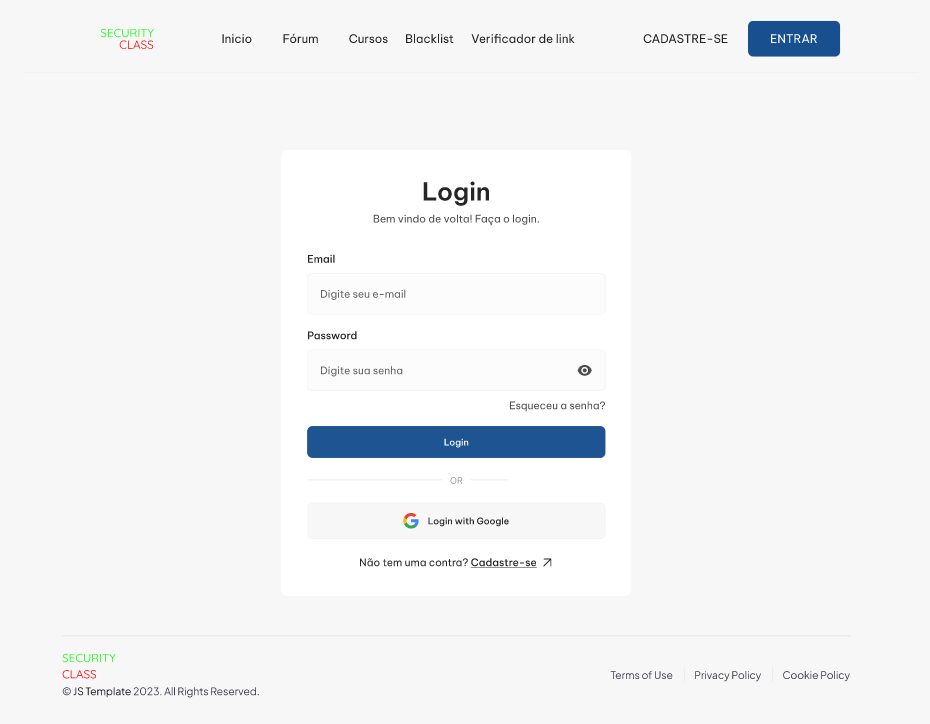 SECURITY
CLASS
Inicio Fórum Cursos Blacklist Verificador de link CADASTRE-SE ENTRAR
Login
Bem vindo de volta! Faça o login.
Email
Digite seu e-mail
Password
Digite sua senha
Esqueceu a senha?
Login
OR
Login with Google
Não tem uma contra? Cadastre-se
SECURITY
CLASS
© JS Template 2023. All Rights Reserved.
Terms of Use Privacy Policy Cookie Policy